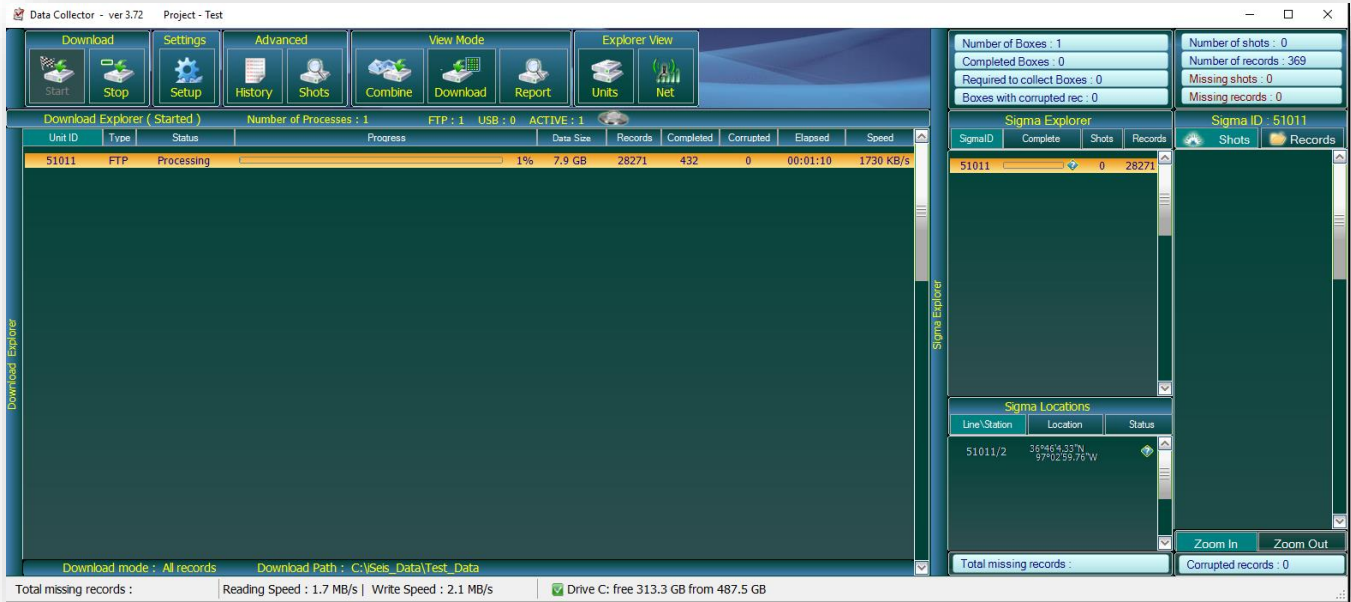 Data Collector - ver 3.72 Project - Test
Download Settings Advanced View Mode Explorer View
Start Stop Setup History Shots Combine Download Report Units Net
Number of Boxes : 1
Completed Boxes : 0
Required to collect Boxes : 0
Boxes with corrupted rec : 0
Number of shots : 0
Number of records : 369
Missing shots : 0
Missing records : 0
Download Explorer ( Started ) Number of Processes : 1 FTP : 1 USB : 0 ACTIVE : 1
Unit ID Type Status Progress Data Size Records Completed Corrupted Elapsed Speed
51011 FTP Processing 1% 7.9 GB 28271 432 0 00:01:10 1730 KB/s
Download Explorer
Sigma Explorer
Sigma Explorer
SigmaID Complete Shots Records
51011 0 28271
Sigma ID : 51011
Shots Records
Sigma Locations
Line\Station Location Status
51011/2 36°46'4.33"N
97°02'59.76"W
Total missing records :
Zoom In Zoom Out
Corrupted records : 0
Download mode : All records Download Path : C:\iSeis_Data\Test_Data
Total missing records : Reading Speed : 1.7 MB/s | Write Speed : 2.1 MB/s Drive C: free 313.3 GB from 487.5 GB